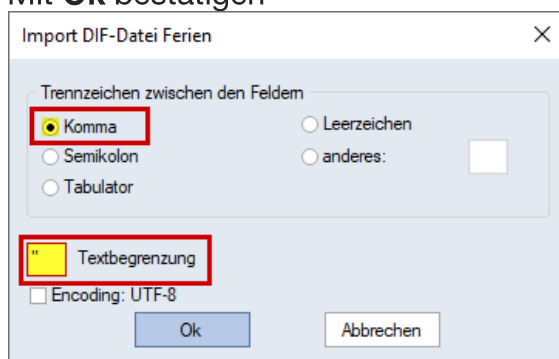 Mit Ok bestätigen
Import DIF-Datei Ferien
Trennzeichen zwischen den Feldern
Komma
Leerzeichen
Semikolon
anderes:
Tabulator
" Textbegrenzung
Encoding: UTF-8
Ok
Abbrechen